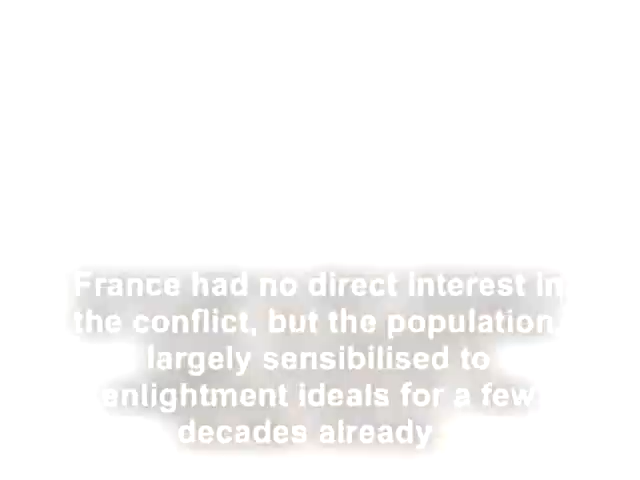 France had no direct interest in
the conflict, but the population,
largely sensibilised to
enlightment ideals for a few
decades already